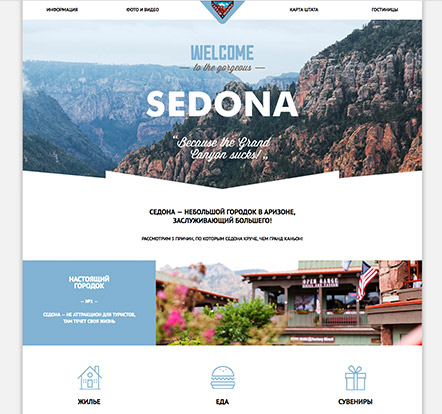 ИНФОРМАЦИЯ ФОТО И ВИДЕО КАРТА ШТАТА ГОСТИНИЦЫ
WELCOME
to the gorgeous
SEDONA
“Because the Grand
Canyon sucks!”
СЕДОНА — НЕБОЛЬШОЙ ГОРОДОК В АРИЗОНЕ,
ЗАСЛУЖИВАЮЩИЙ БОЛЬШЕГО!
РАССМОТРИМ 5 ПРИЧИН, ПО КОТОРЫМ СЕДОНА КРУЧЕ, ЧЕМ ГРАНД КАНЬОН!
НАСТОЯЩИЙ
ГОРОДОК
— №1 —
СЕДОНА — НЕ АТТРАКЦИОН ДЛЯ ТУРИСТОВ,
ТАМ ТЕЧЕТ СВОЯ ЖИЗНЬ
OPEN RANGE
ЖИЛЬЕ ЕДА СУВЕНИРЫ